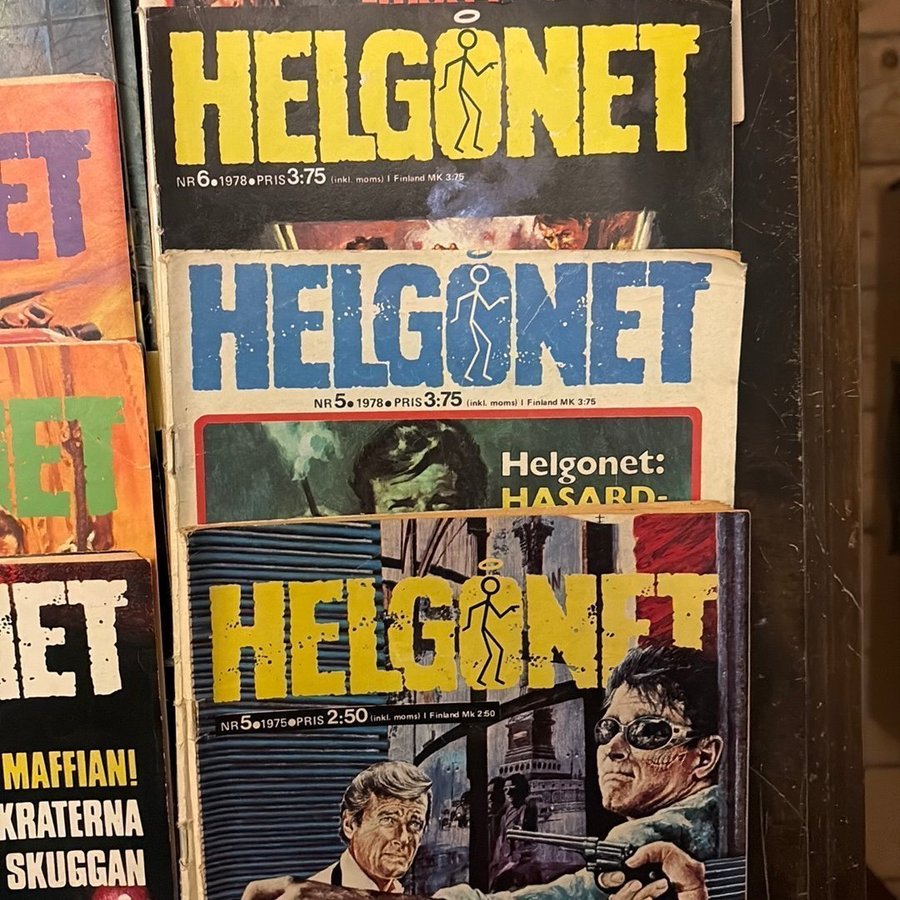 HELGONET
NR 6 • 1978 • PRIS 3:75 (inkl. moms) I Finland MK 3:75
HELGONET
NR 5 • 1978 • PRIS 3:75 (inkl. moms) I Finland MK 3:75
Helgonet:
HASARD-
HELGONET
NR 5 • 1975 • PRIS 2:50 (inkl. moms) I Finland Mk 2:50
ET
ET
NET
MAFFIAN!
KRATERNA
SKUGGAN